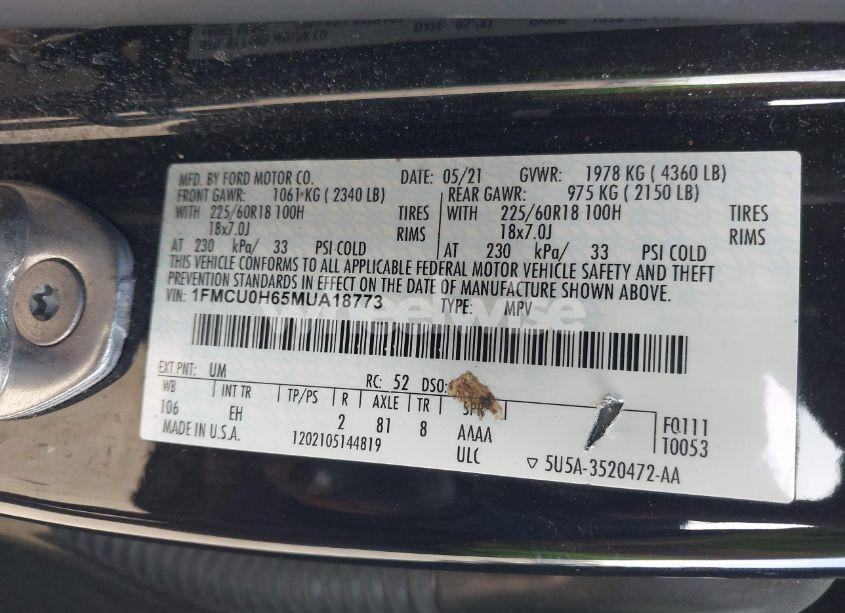 MFD. BY FORD MOTOR CO. DATE: 05/21 GVWR: 1978 KG ( 4360 LB)
FRONT GAWR: 1061 KG ( 2340 LB) REAR GAWR: 975 KG ( 2150 LB)
WITH 225/60R18 100H TIRES WITH 225/60R18 100H TIRES
18x7.0J RIMS 18x7.0J RIMS
AT 230 kPa/ 33 PSI COLD AT 230 kPa/ 33 PSI COLD
THIS VEHICLE CONFORMS TO ALL APPLICABLE FEDERAL MOTOR VEHICLE SAFETY AND THEFT
PREVENTION STANDARDS IN EFFECT ON THE DATE OF MANUFACTURE SHOWN ABOVE.
VIN: 1FMCU0H65MUA18773 TYPE: MPV
EXT PNT: UM RC: 52 DSO:
WB INT TR TP/PS R AXLE TR SPR
106 EH 2 81 8 AAAA F0111
MADE IN U.S.A. 1202105144819 ULC T0053
5U5A-3520472-AA